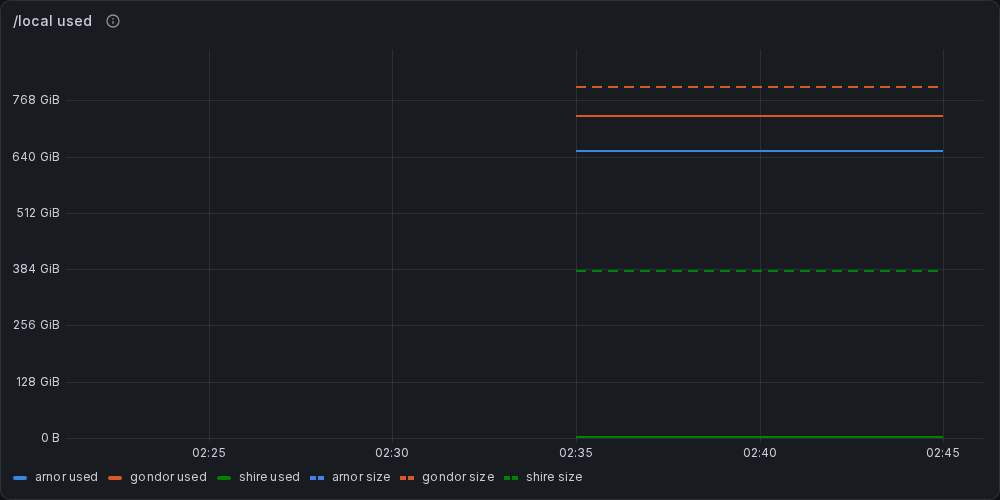 /local used
768 GiB
640 GiB
512 GiB
384 GiB
256 GiB
128 GiB
0 B
02:25 02:30 02:35 02:40 02:45
arnor used gondor used shire used arnor size gondor size shire size